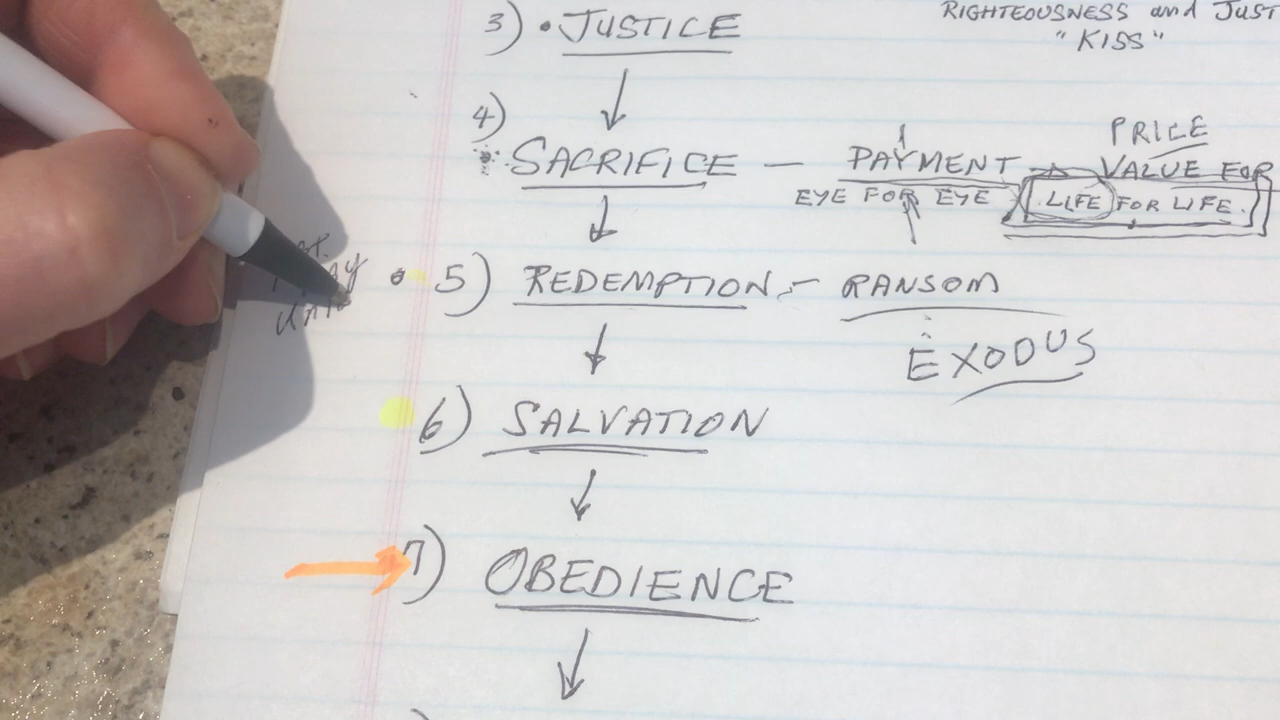 3) • JUSTICE
RIGHTEOUSNESS and JUST
"KISS"
4)
SACRIFICE — PAYMENT
PRICE
VALUE FOR
EYE FOR EYE
LIFE FOR LIFE.
• 5) REDEMPTION - RANSOM
EXODUS
6) SALVATION
7) OBEDIENCE